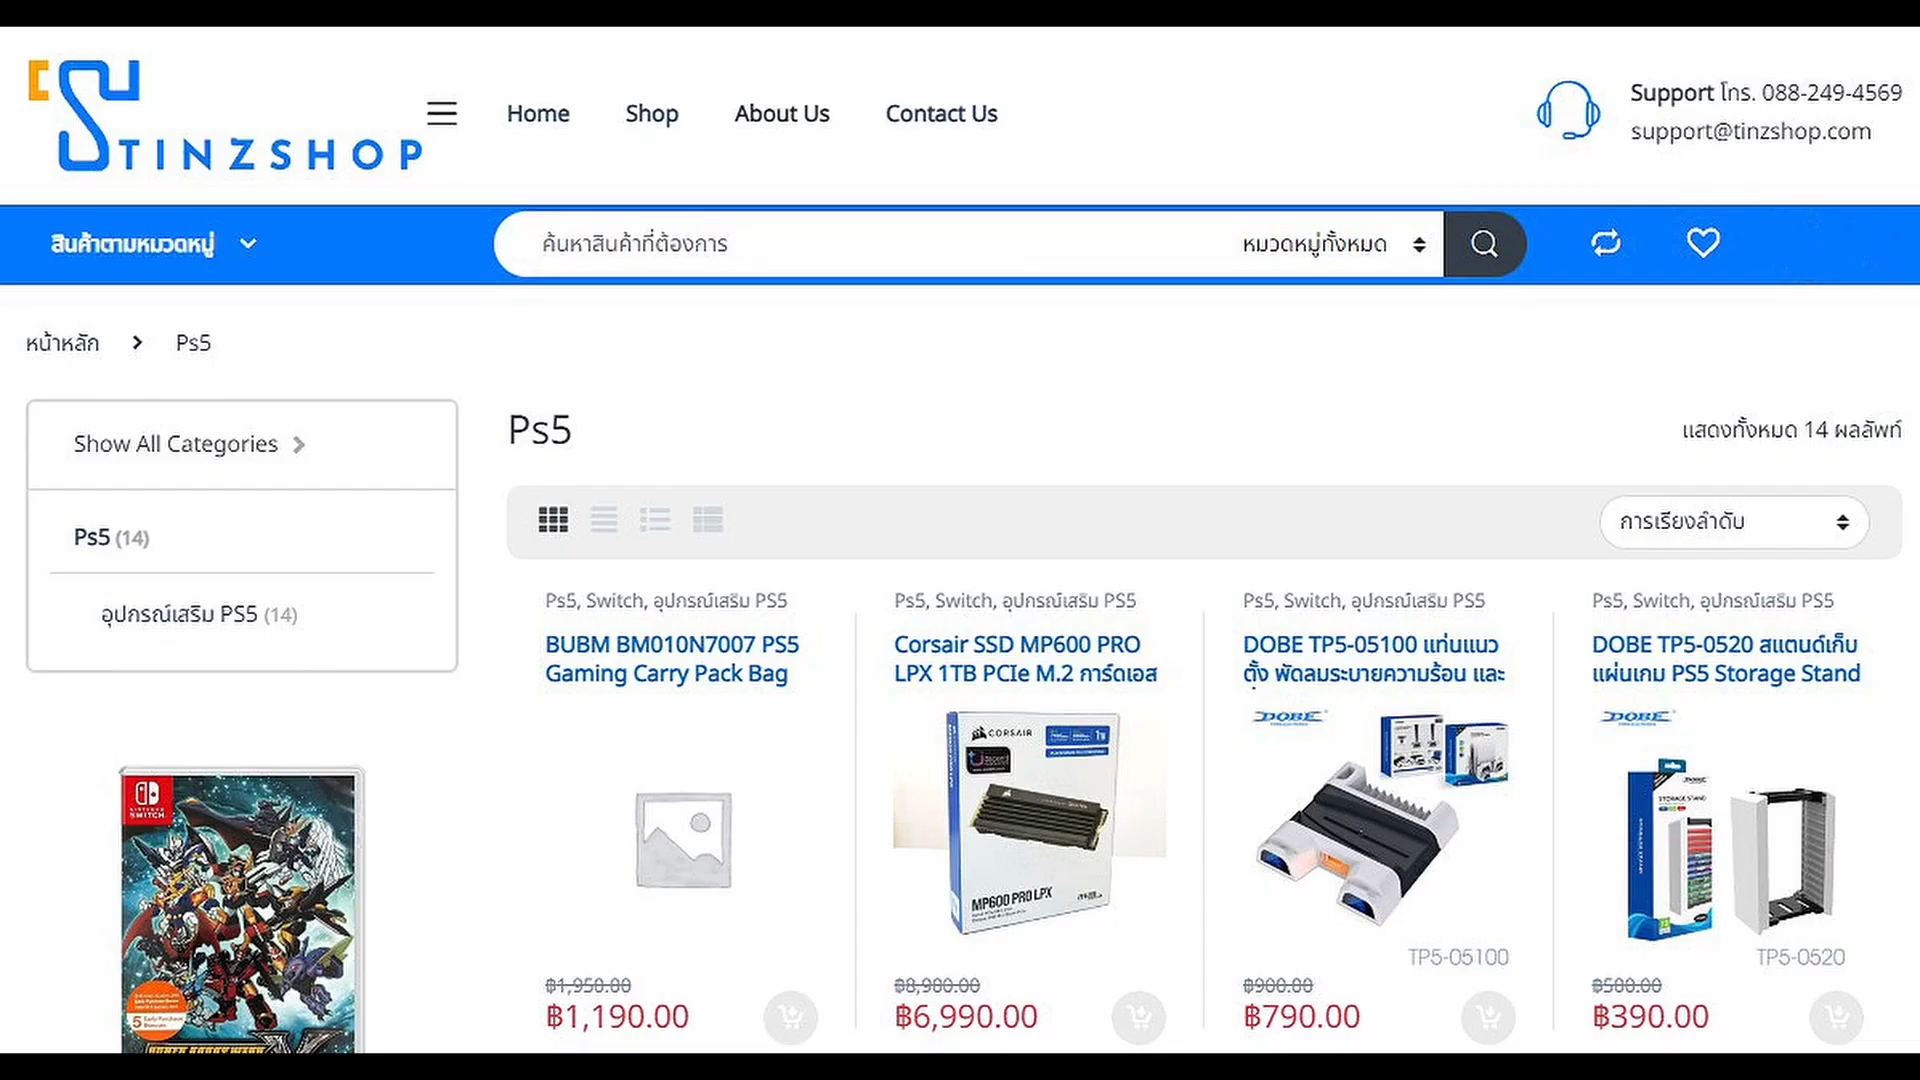 TINZSHOP
Home Shop About Us Contact Us
Support โทร. 088-249-4569
support@tinzshop.com
สินค้าตามหมวดหมู่
ค้นหาสินค้าที่ต้องการ
หมวดหมู่ทั้งหมด
หน้าหลัก Ps5
Show All Categories
Ps5 (14)
อุปกรณ์เสริม PS5 (14)
Ps5
แสดงทั้งหมด 14 ผลลัพท์
การเรียงลำดับ
Ps5, Switch, อุปกรณ์เสริม PS5
BUBM BM010N7007 PS5
Gaming Carry Pack Bag
฿1,950.00
฿1,190.00
Ps5, Switch, อุปกรณ์เสริม PS5
Corsair SSD MP600 PRO
LPX 1TB PCIe M.2 การ์ดเอส
CORSAIR
MP600 PRO LPX
฿8,900.00
฿6,990.00
Ps5, Switch, อุปกรณ์เสริม PS5
DOBE TP5-05100 แท่นแนว
ตั้ง พัดลมระบายความร้อน และ
DOBE
TP5-05100
฿900.00
฿790.00
Ps5, Switch, อุปกรณ์เสริม PS5
DOBE TP5-0520 สแตนด์เก็บ
แผ่นเกม PS5 Storage Stand
DOBE
STORAGE STAND
TP5-0520
฿500.00
฿390.00
NINTENDO
SWITCH
5 Early Purchase
Bonuses